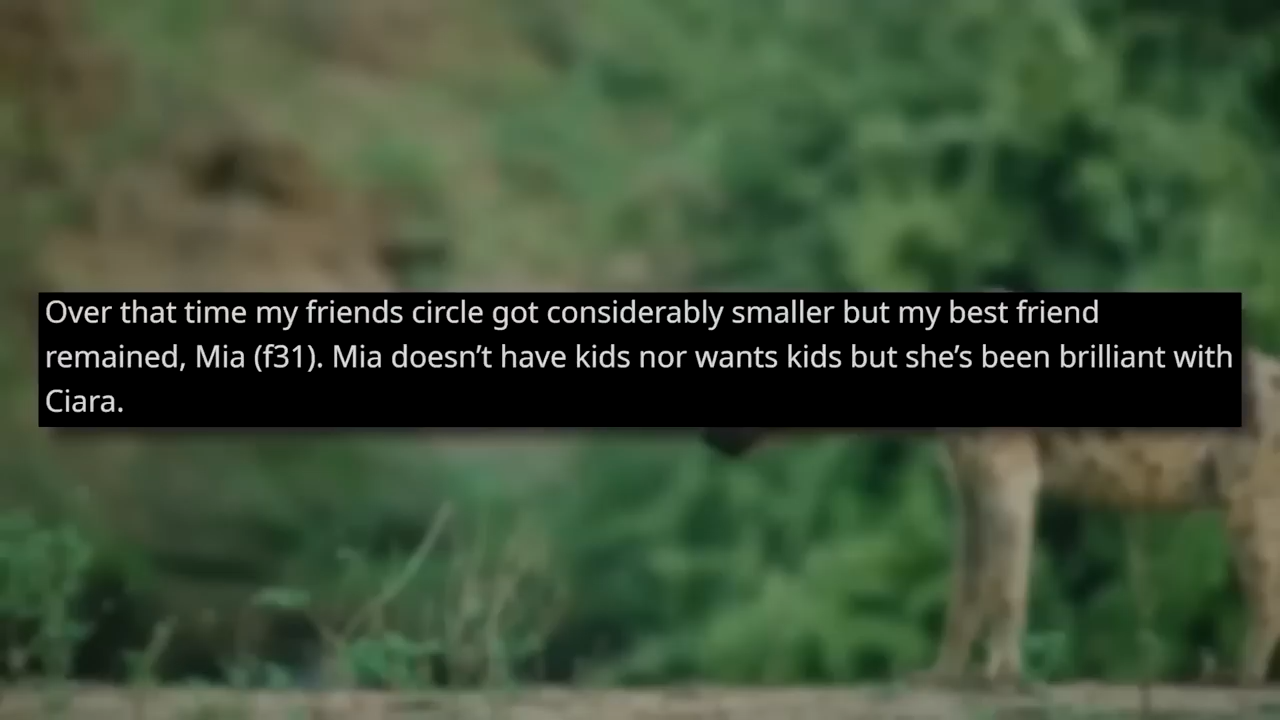 Over that time my friends circle got considerably smaller but my best friend
remained, Mia (f31). Mia doesn’t have kids nor wants kids but she’s been brilliant with
Ciara.